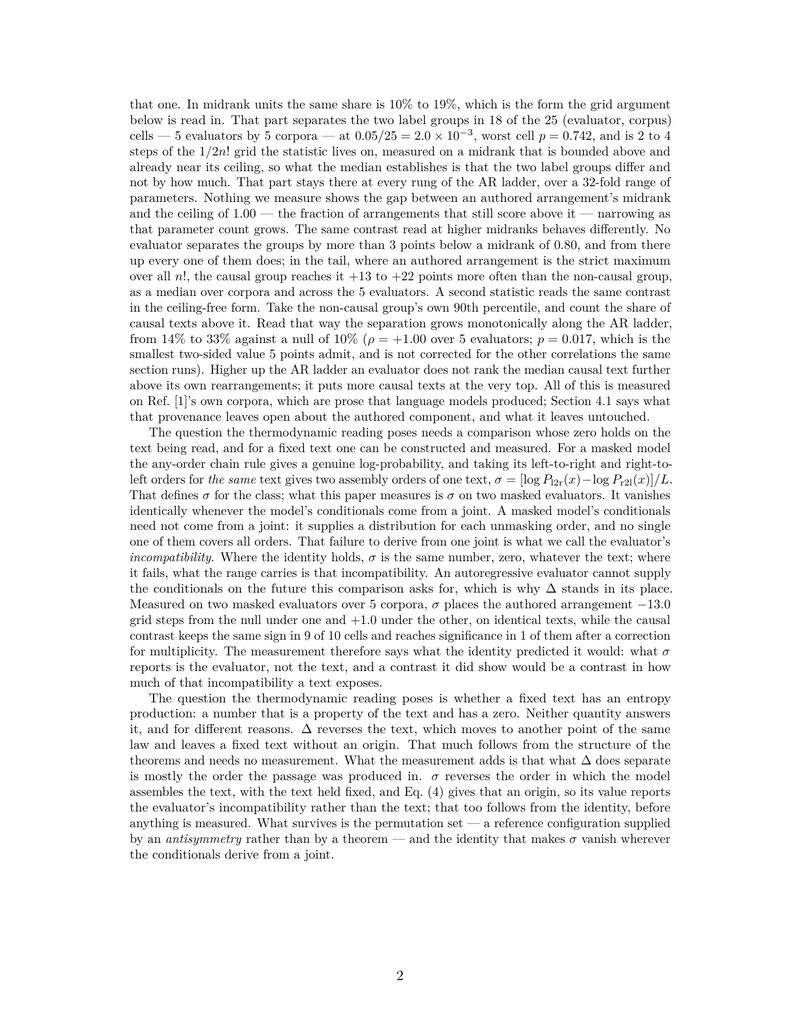 that one. In midrank units the same share is 10% to 19%, which is the form the grid argument
below is read in. That part separates the two label groups in 18 of the 25 (evaluator, corpus)
cells — 5 evaluators by 5 corpora — at 0.05/25 = 2.0 × 10⁻³, worst cell p = 0.742, and is 2 to 4
steps of the 1/2n! grid the statistic lives on, measured on a midrank that is bounded above and
already near its ceiling, so what the median establishes is that the two label groups differ and
not by how much. That part stays there at every rung of the AR ladder, over a 32-fold range of
parameters. Nothing we measure shows the gap between an authored arrangement's midrank
and the ceiling of 1.00 — the fraction of arrangements that still score above it — narrowing as
that parameter count grows. The same contrast read at higher midranks behaves differently. No
evaluator separates the groups by more than 3 points below a midrank of 0.80, and from there
up every one of them does; in the tail, where an authored arrangement is the strict maximum
over all n!, the causal group reaches it +13 to +22 points more often than the non-causal group,
as a median over corpora and across the 5 evaluators. A second statistic reads the same contrast
in the ceiling-free form. Take the non-causal group's own 90th percentile, and count the share of
causal texts above it. Read that way the separation grows monotonically along the AR ladder,
from 14% to 33% against a null of 10% (ρ = +1.00 over 5 evaluators; p = 0.017, which is the
smallest two-sided value 5 points admit, and is not corrected for the other correlations the same
section runs). Higher up the AR ladder an evaluator does not rank the median causal text further
above its own rearrangements; it puts more causal texts at the very top. All of this is measured
on Ref. [1]'s own corpora, which are prose that language models produced; Section 4.1 says what
that provenance leaves open about the authored component, and what it leaves untouched.
The question the thermodynamic reading poses needs a comparison whose zero holds on the
text being read, and for a fixed text one can be constructed and measured. For a masked model
the any-order chain rule gives a genuine log-probability, and taking its left-to-right and right-to-
left orders for the same text gives two assembly orders of one text, σ = [log P_l2r(x)−log P_r2l(x)]/L.
That defines σ for the class; what this paper measures is σ on two masked evaluators. It vanishes
identically whenever the model's conditionals come from a joint. A masked model's conditionals
need not come from a joint: it supplies a distribution for each unmasking order, and no single
one of them covers all orders. That failure to derive from one joint is what we call the evaluator's
incompatibility. Where the identity holds, σ is the same number, zero, whatever the text; where
it fails, what the range carries is that incompatibility. An autoregressive evaluator cannot supply
the conditionals on the future this comparison asks for, which is why Δ stands in its place.
Measured on two masked evaluators over 5 corpora, σ places the authored arrangement −13.0
grid steps from the null under one and +1.0 under the other, on identical texts, while the causal
contrast keeps the same sign in 9 of 10 cells and reaches significance in 1 of them after a correction
for multiplicity. The measurement therefore says what the identity predicted it would: what σ
reports is the evaluator, not the text, and a contrast it did show would be a contrast in how
much of that incompatibility a text exposes.
The question the thermodynamic reading poses is whether a fixed text has an entropy
production: a number that is a property of the text and has a zero. Neither quantity answers
it, and for different reasons. Δ reverses the text, which moves to another point of the same
law and leaves a fixed text without an origin. That much follows from the structure of the
theorems and needs no measurement. What the measurement adds is that what Δ does separate
is mostly the order the passage was produced in. σ reverses the order in which the model
assembles the text, with the text held fixed, and Eq. (4) gives that an origin, so its value reports
the evaluator's incompatibility rather than the text; that too follows from the identity, before
anything is measured. What survives is the permutation set — a reference configuration supplied
by an antisymmetry rather than by a theorem — and the identity that makes σ vanish wherever
the conditionals derive from a joint.
2